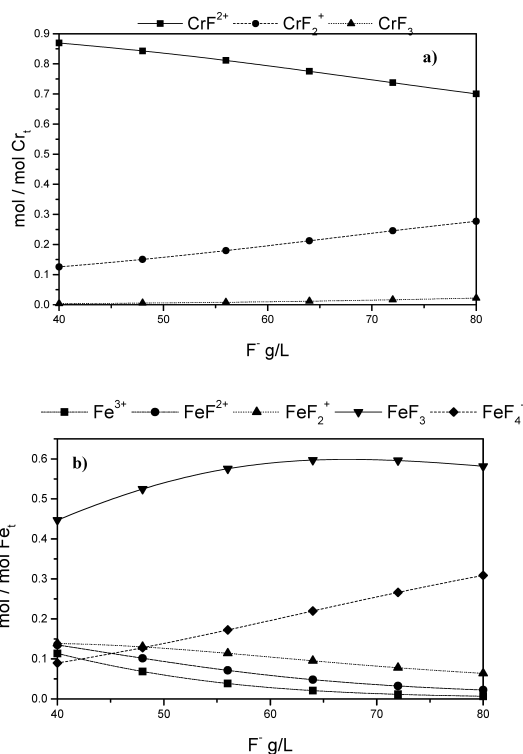 CrF²⁺ CrF₂⁺ CrF₃
a)
0.9
0.8
0.7
0.6
0.5
0.4
0.3
0.2
0.1
0.0
mol / mol Crₜ
40 50 60 70 80
F⁻ g/L
Fe³⁺ FeF²⁺ FeF₂⁺ FeF₃ FeF₄⁻
b)
0.6
0.5
0.4
0.3
0.2
0.1
0.0
mol / mol Feₜ
40 50 60 70 80
F⁻ g/L